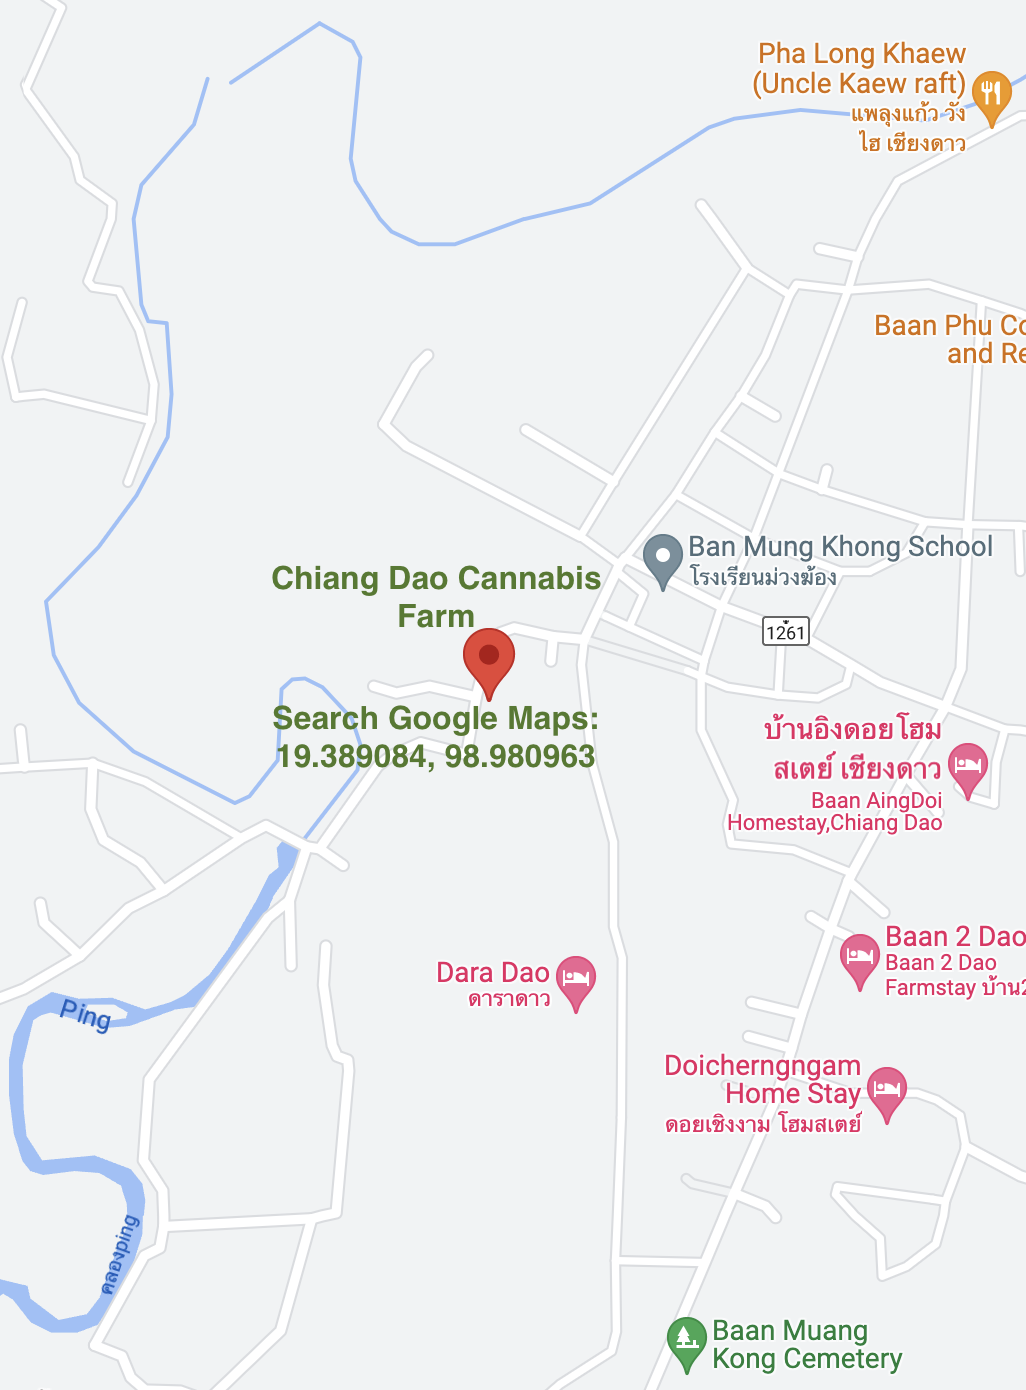 Pha Long Khaew
(Uncle Kaew raft)
แพลุงแก้ว วัง
ไฮ เชียงดาว
Baan Phu Co
and Re
Ban Mung Khong School
โรงเรียนม่วงฆ้อง
Chiang Dao Cannabis
Farm
1261
Search Google Maps:
19.389084, 98.980963
บ้านอิงดอยโฮม
สเตย์ เชียงดาว
Baan AingDoi
Homestay,Chiang Dao
Baan 2 Dao
Baan 2 Dao
Farmstay บ้าน2
Dara Dao
ดาราดาว
Ping
Doicherngngam
Home Stay
ดอยเชิงงาม โฮมสเตย์
คลองping
Baan Muang
Kong Cemetery